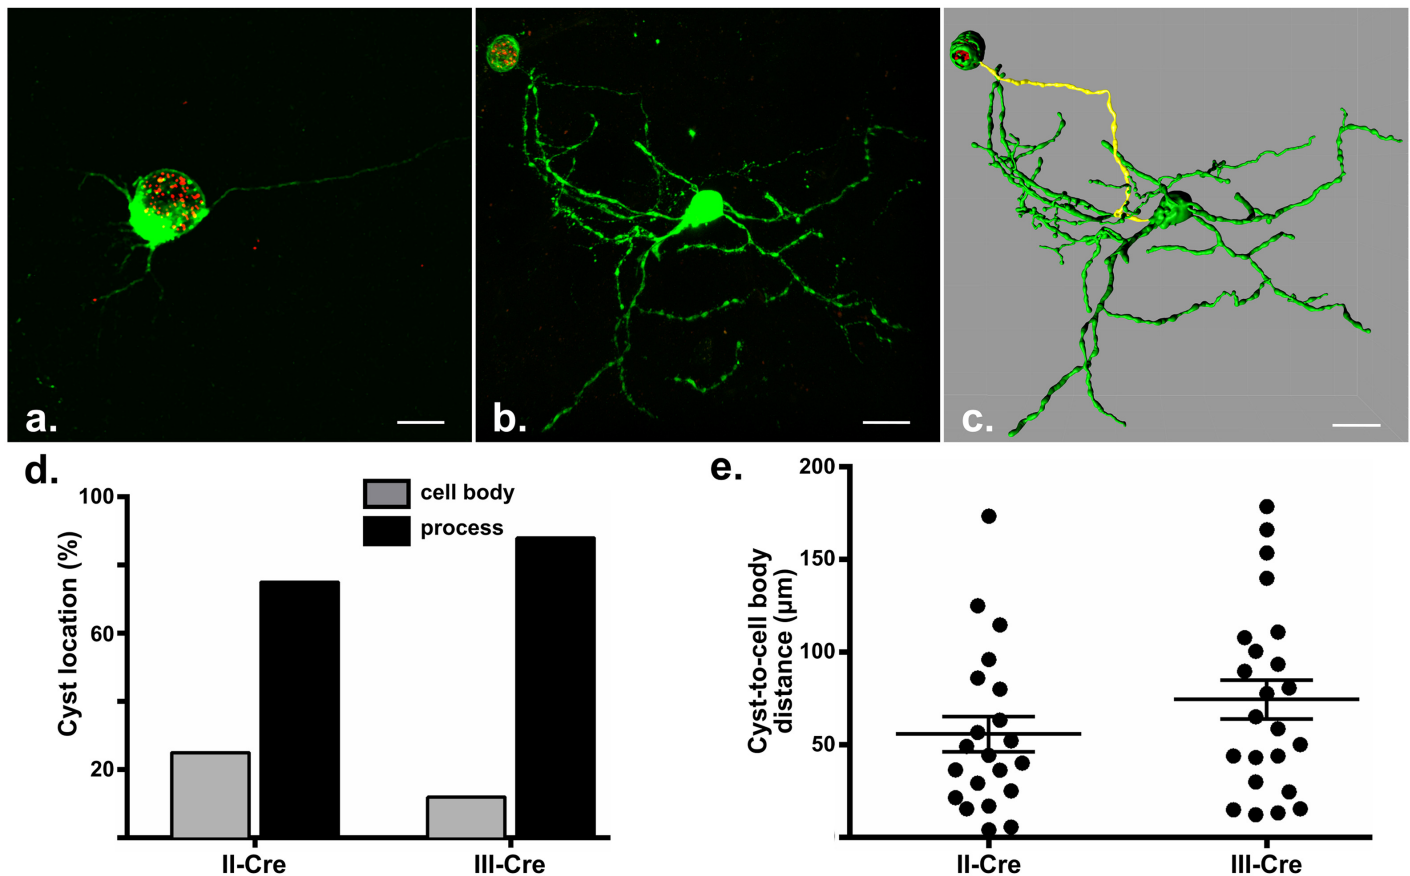 a.
b.
c.
d.
cell body
process
Cyst location (%)
100
60
20
II-Cre
III-Cre
e.
Cyst-to-cell body
distance (µm)
200
150
100
50
II-Cre
III-Cre